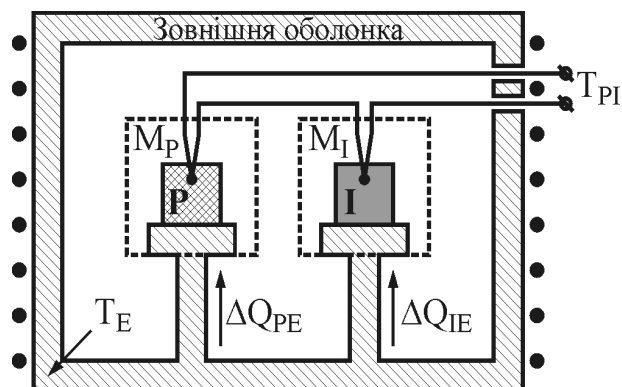 Зовнішня оболонка
T_PI
M_P
M_I
P
I
T_E
ΔQ_PE
ΔQ_IE